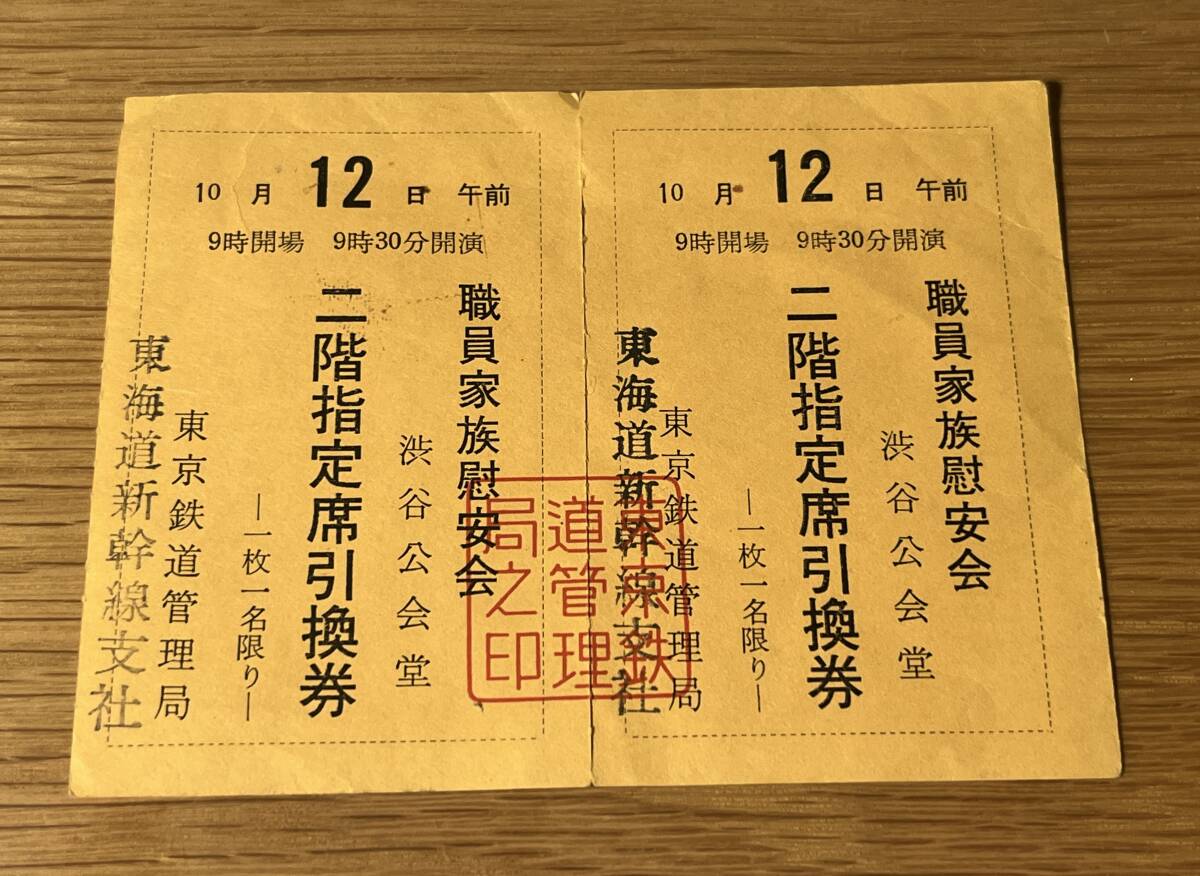 10月12日午前
9時開場 9時30分開演
職員家族慰安会
渋谷公会堂
二階指定席引換券
―一枚一名限り―
東京鉄道管理局
東海道新幹線支社
10月12日午前
9時開場 9時30分開演
職員家族慰安会
渋谷公会堂
二階指定席引換券
―一枚一名限り―
東京鉄道管理局
東海道新幹線支社
東京鉄
道管理
局之印